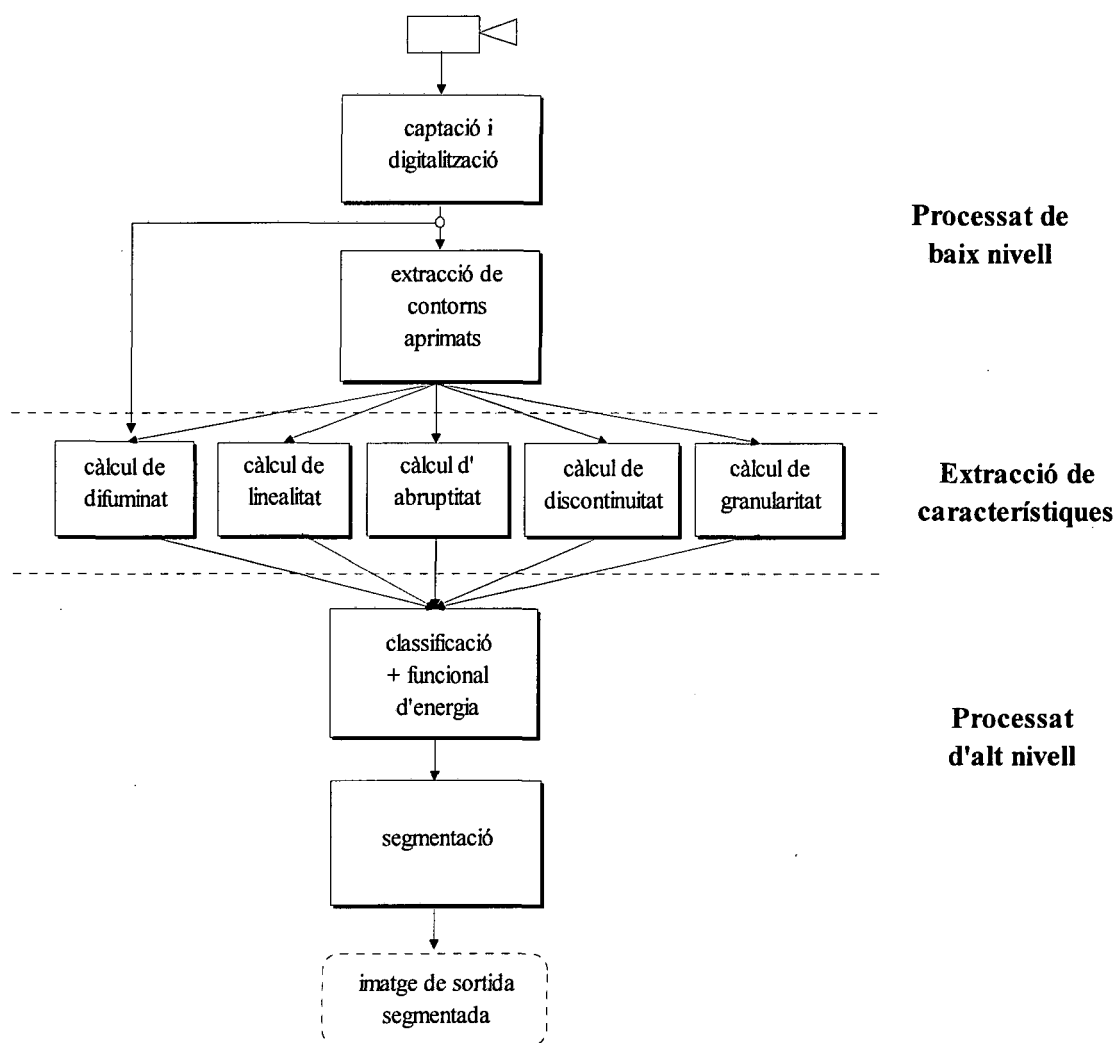 captació i
digitalització
Processat de
baix nivell
extracció de
contorns
aprimats
càlcul de
difuminat
càlcul de
linealitat
càlcul d'
abruptitat
càlcul de
discontinuitat
càlcul de
granularitat
Extracció de
característiques
classificació
+ funcional
d'energia
Processat
d'alt nivell
segmentació
imatge de sortida
segmentada